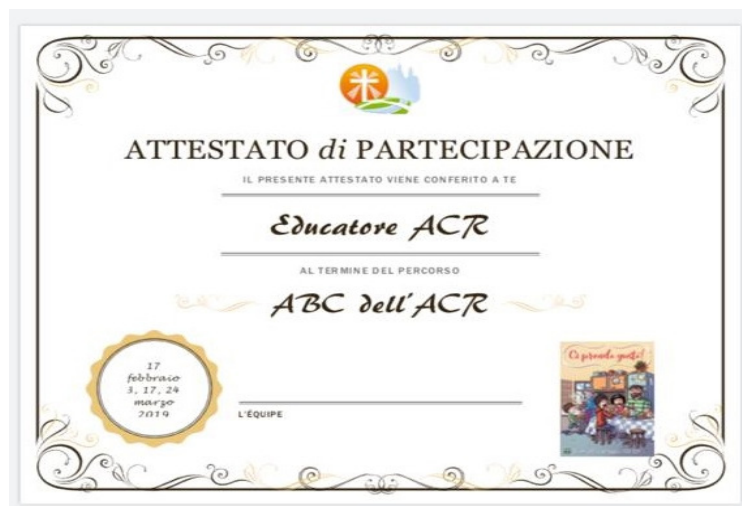 ATTESTATO di PARTECIPAZIONE
IL PRESENTE ATTESTATO VIENE CONFERITO A TE
Educatore ACR
AL TERMINE DEL PERCORSO
ABC dell'ACR
17
febbraio
3, 17, 24
marzo
2019
L'ÉQUIPE
Ci prendo gusto!